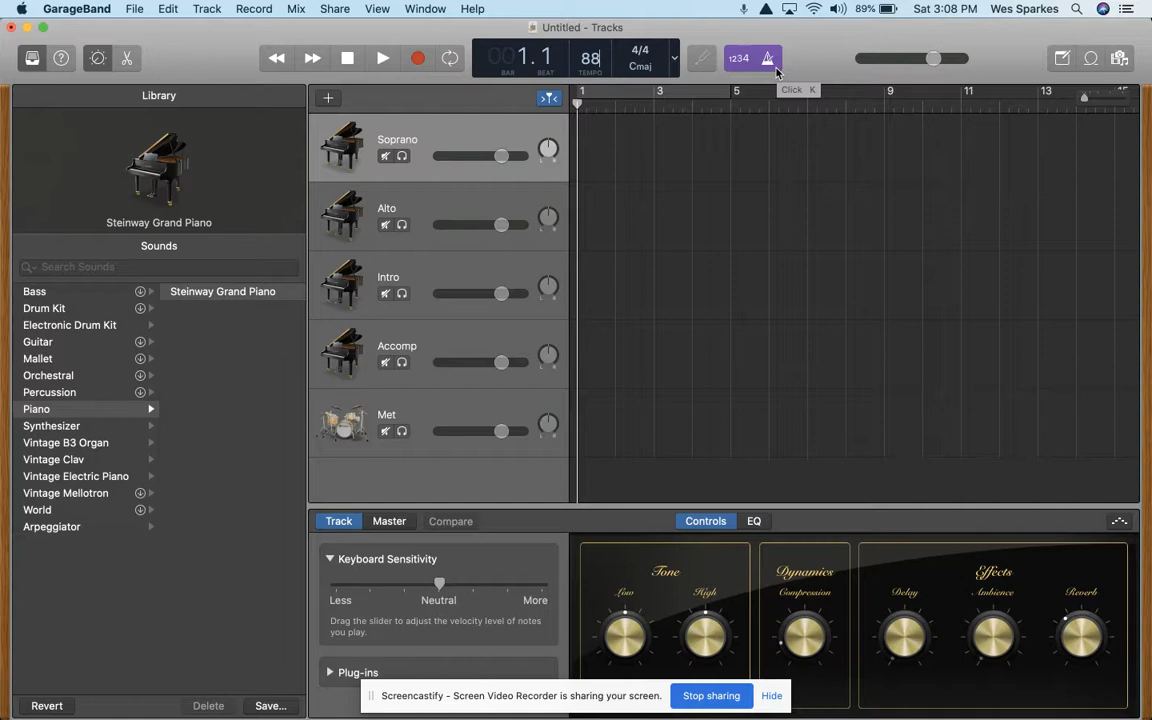 GarageBand File Edit Track Record Mix Share View Window Help 89% Sat 3:08 PM Wes Sparkes
Untitled - Tracks
001.1 BAR BEAT 88 TEMPO 4/4 Cmaj 1234
Click K
Library
1 3 5 9 11 13 15
Steinway Grand Piano
Sounds
Search Sounds
Bass
Drum Kit
Electronic Drum Kit
Guitar
Mallet
Orchestral
Percussion
Piano
Synthesizer
Vintage B3 Organ
Vintage Clav
Vintage Electric Piano
Vintage Mellotron
World
Arpeggiator
Steinway Grand Piano
Revert Delete Save...
Soprano
L R
Alto
L R
Intro
L R
Accomp
L R
Met
L R
Track Master Compare Controls EQ
Keyboard Sensitivity
Less Neutral More
Drag the slider to adjust the velocity level of notes
you play.
Plug-ins
Tone Dynamics Effects
Low High Compression Delay Ambience Reverb
Screencastify - Screen Video Recorder is sharing your screen. Stop sharing Hide